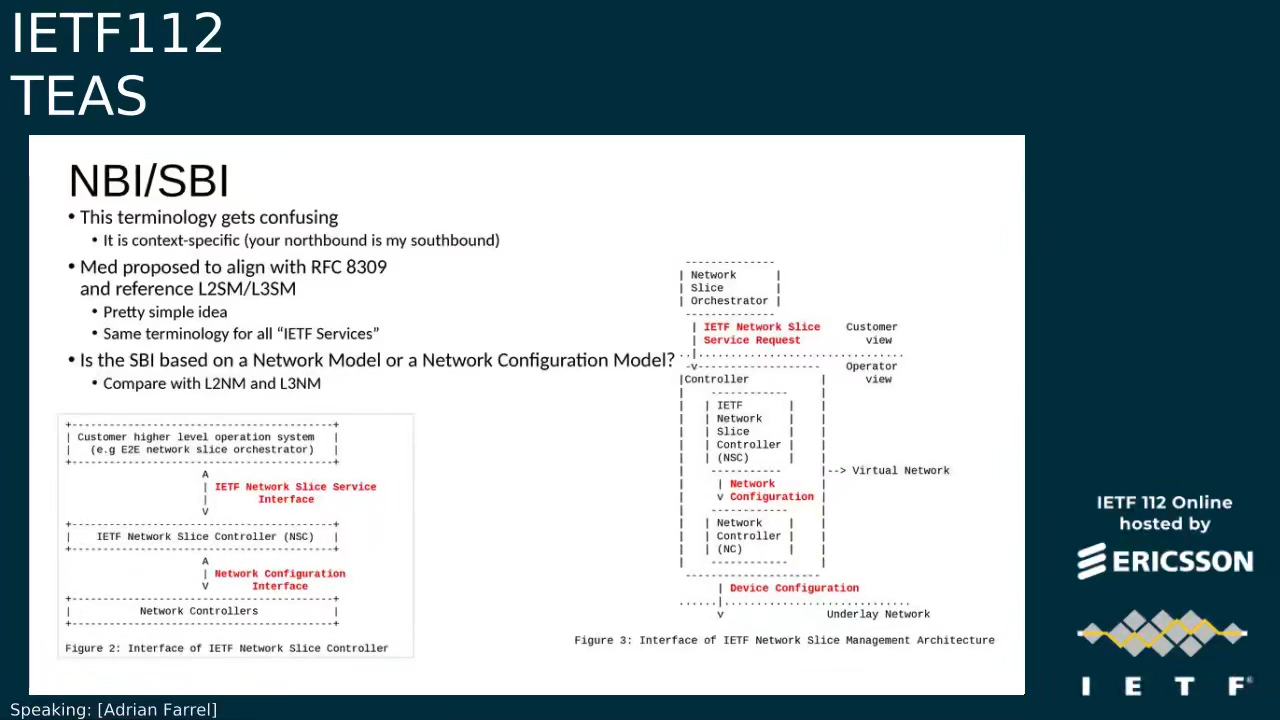 IETF112
TEAS
NBI/SBI
• This terminology gets confusing
• It is context-specific (your northbound is my southbound)
• Med proposed to align with RFC 8309
and reference L2SM/L3SM
• Pretty simple idea
• Same terminology for all “IETF Services”
• Is the SBI based on a Network Model or a Network Configuration Model?
• Compare with L2NM and L3NM
Customer higher level operation system
(e.g E2E network slice orchestrator)
IETF Network Slice Service
Interface
IETF Network Slice Controller (NSC)
Network Configuration
Interface
Network Controllers
Figure 2: Interface of IETF Network Slice Controller
Network
Slice
Orchestrator
IETF Network Slice Customer
Service Request view
Operator
Controller view
IETF
Network
Slice
Controller
(NSC)
--> Virtual Network
Network
v Configuration
Network
Controller
(NC)
Device Configuration
v Underlay Network
Figure 3: Interface of IETF Network Slice Management Architecture
IETF 112 Online
hosted by
ERICSSON
I E T F®
Speaking: [Adrian Farrel]